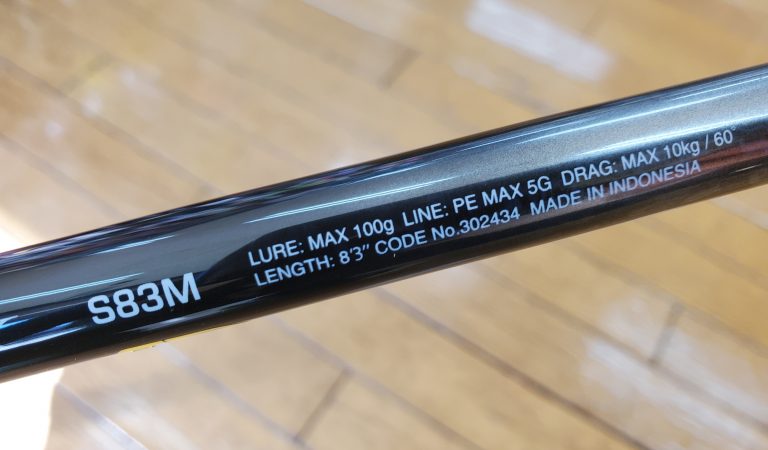 S83M
LURE: MAX 100g LINE: PE MAX 5G DRAG: MAX 10kg / 60°
LENGTH: 8'3" CODE No.302434 MADE IN INDONESIA